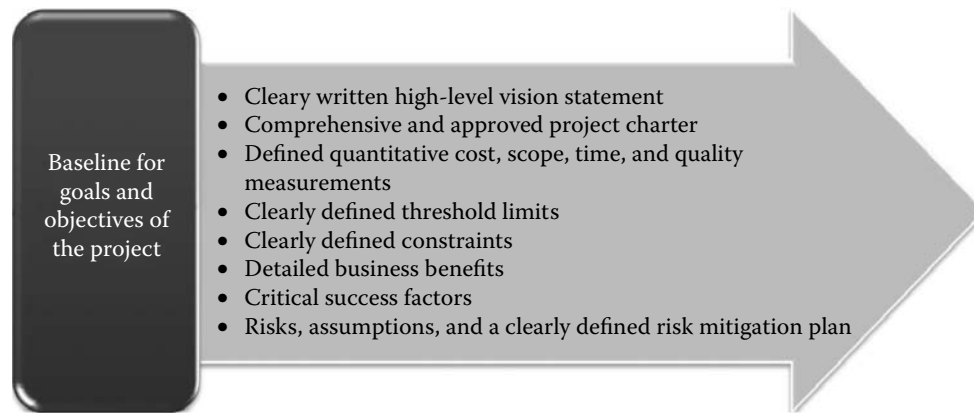 Baseline for
goals and
objectives of
the project
• Cleary written high-level vision statement
• Comprehensive and approved project charter
• Defined quantitative cost, scope, time, and quality
measurements
• Clearly defined threshold limits
• Clearly defined constraints
• Detailed business benefits
• Critical success factors
• Risks, assumptions, and a clearly defined risk mitigation plan